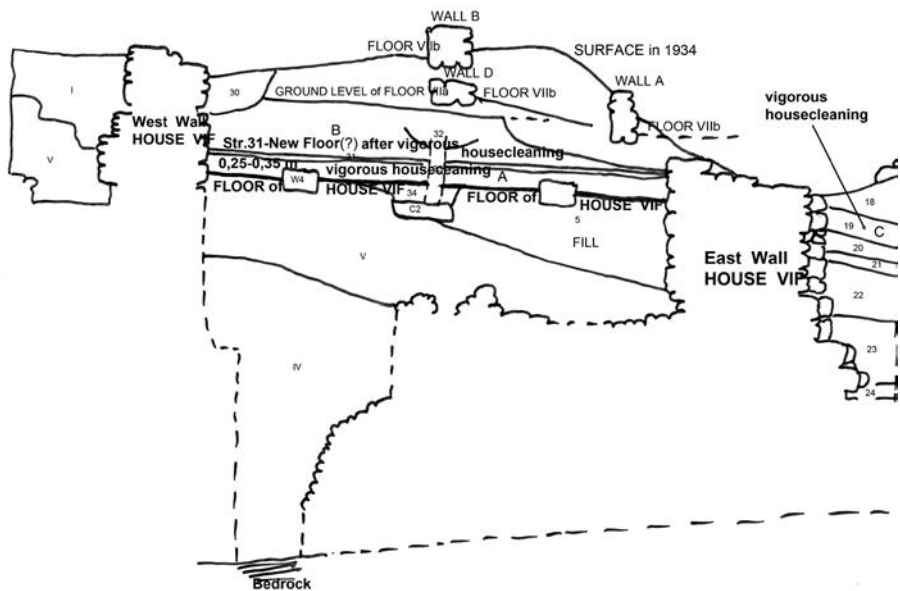 WALL B
FLOOR VIIb
SURFACE in 1934
WALL D
WALL A
I
30
GROUND LEVEL of FLOOR VIIa
FLOOR VIIb
vigorous
housecleaning
West Wall
HOUSE VIF
B
32
FLOOR VIIb
Str.31-New Floor(?) after vigorous housecleaning
31
V
0,25-0,35 m vigorous housecleaning
A
FLOOR of W4 HOUSE VIF
34
FLOOR of HOUSE VIF
18
C2
5
19
C
FILL
20
V
East Wall
HOUSE VIF
21
22
23
IV
24
Bedrock